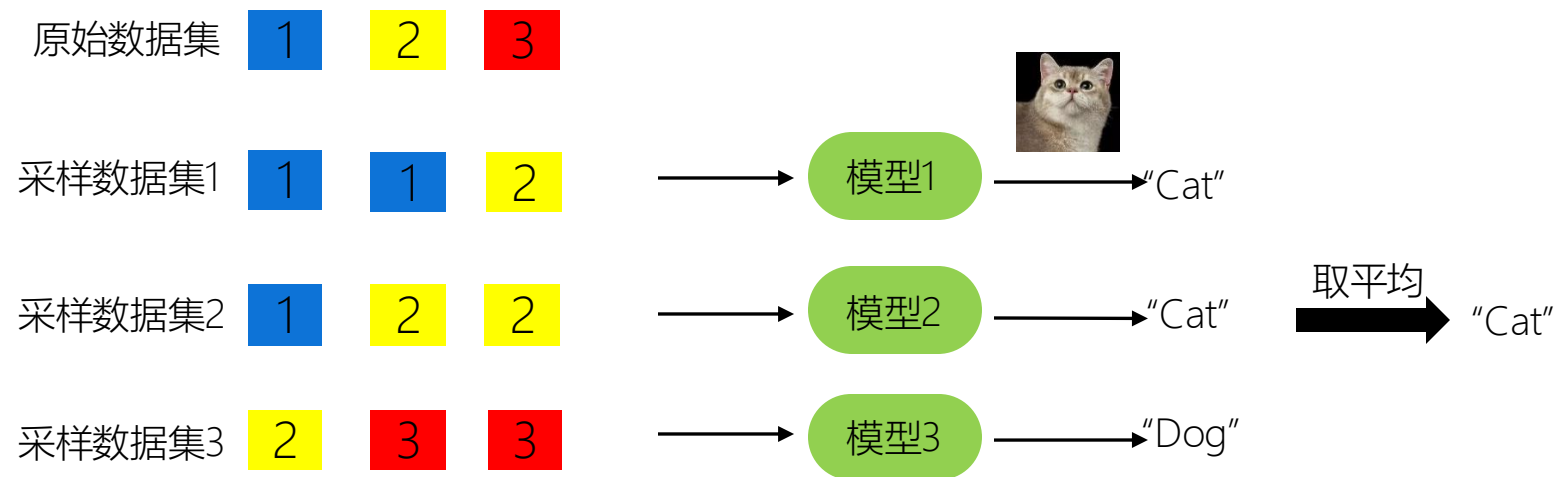 原始数据集 1 2 3
采样数据集1 1 1 2 模型1 “Cat”
取平均
采样数据集2 1 2 2 模型2 “Cat” “Cat”
采样数据集3 2 3 3 模型3 “Dog”